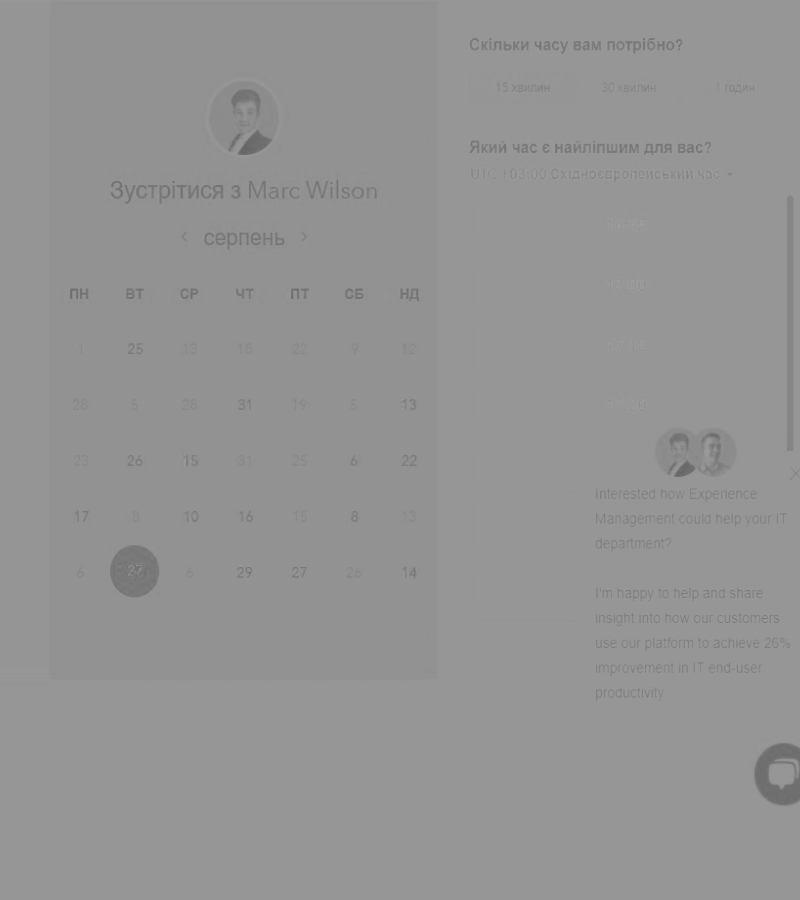 Скільки часу вам потрібно?
15 хвилин 30 хвилин 1 годин
Зустрітися з Marc Wilson
‹ серпень ›
ПН ВТ СР ЧТ ПТ СБ НД
1 25 13 15 22 9 12
28 5 28 31 19 5 13
23 26 15 31 25 6 22
17 8 10 16 15 8 13
6 27 6 29 27 26 14
Який час є найліпшим для вас?
UTC +03:00 Східноєвропейський час
Interested how Experience
Management could help your IT
department?
I'm happy to help and share
insight into how our customers
use our platform to achieve 26%
improvement in IT end-user
productivity